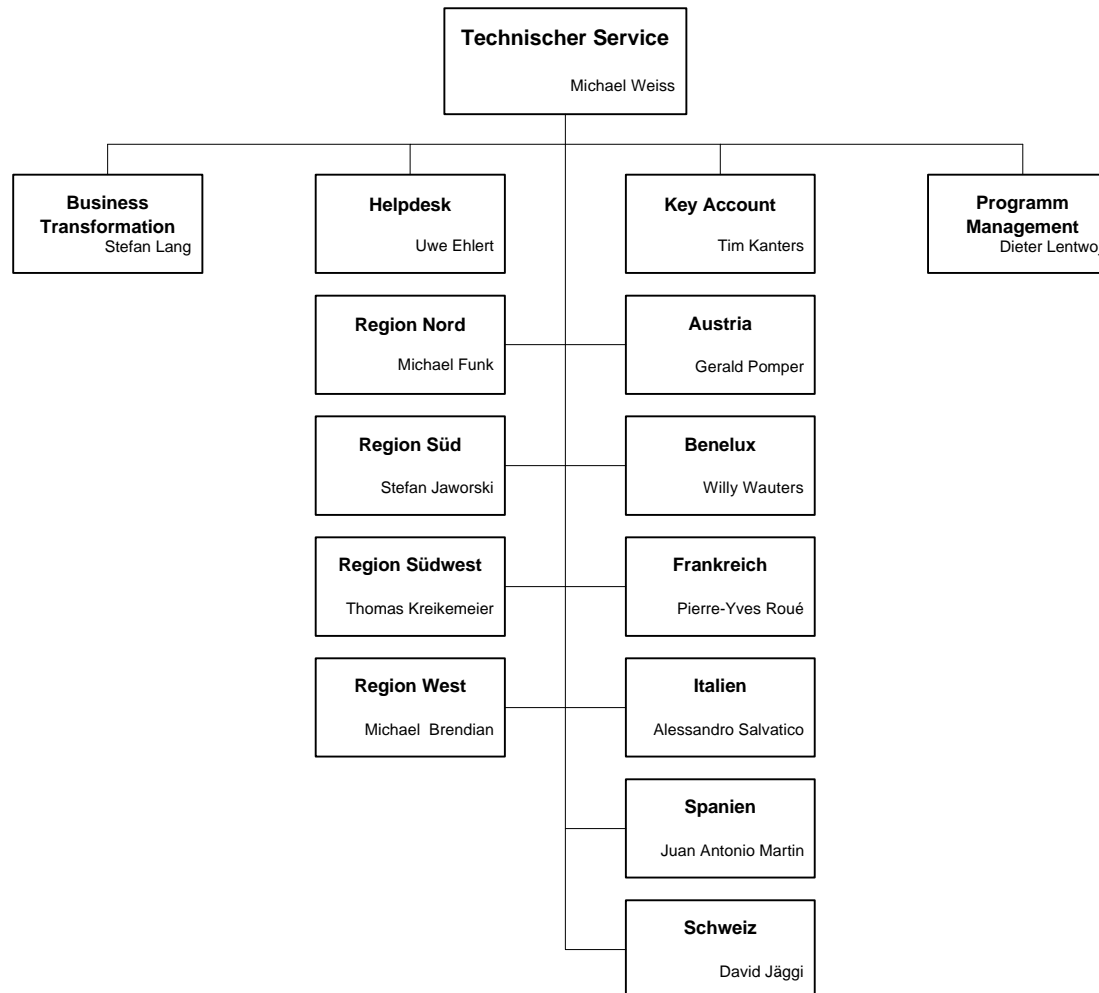 Technischer Service
Michael Weiss
Business
Transformation
Stefan Lang
Helpdesk
Uwe Ehlert
Key Account
Tim Kanters
Programm
Management
Dieter
Region Nord
Michael Funk
Austria
Gerald Pomper
Region Süd
Stefan Jaworski
Benelux
Willy Wauters
Region Südwest
Thomas Kreikemeier
Frankreich
Pierre-Yves Roué
Region West
Michael Brendian
Italien
Alessandro Salvatico
Spanien
Juan Antonio Martin
Schweiz
David Jäggi